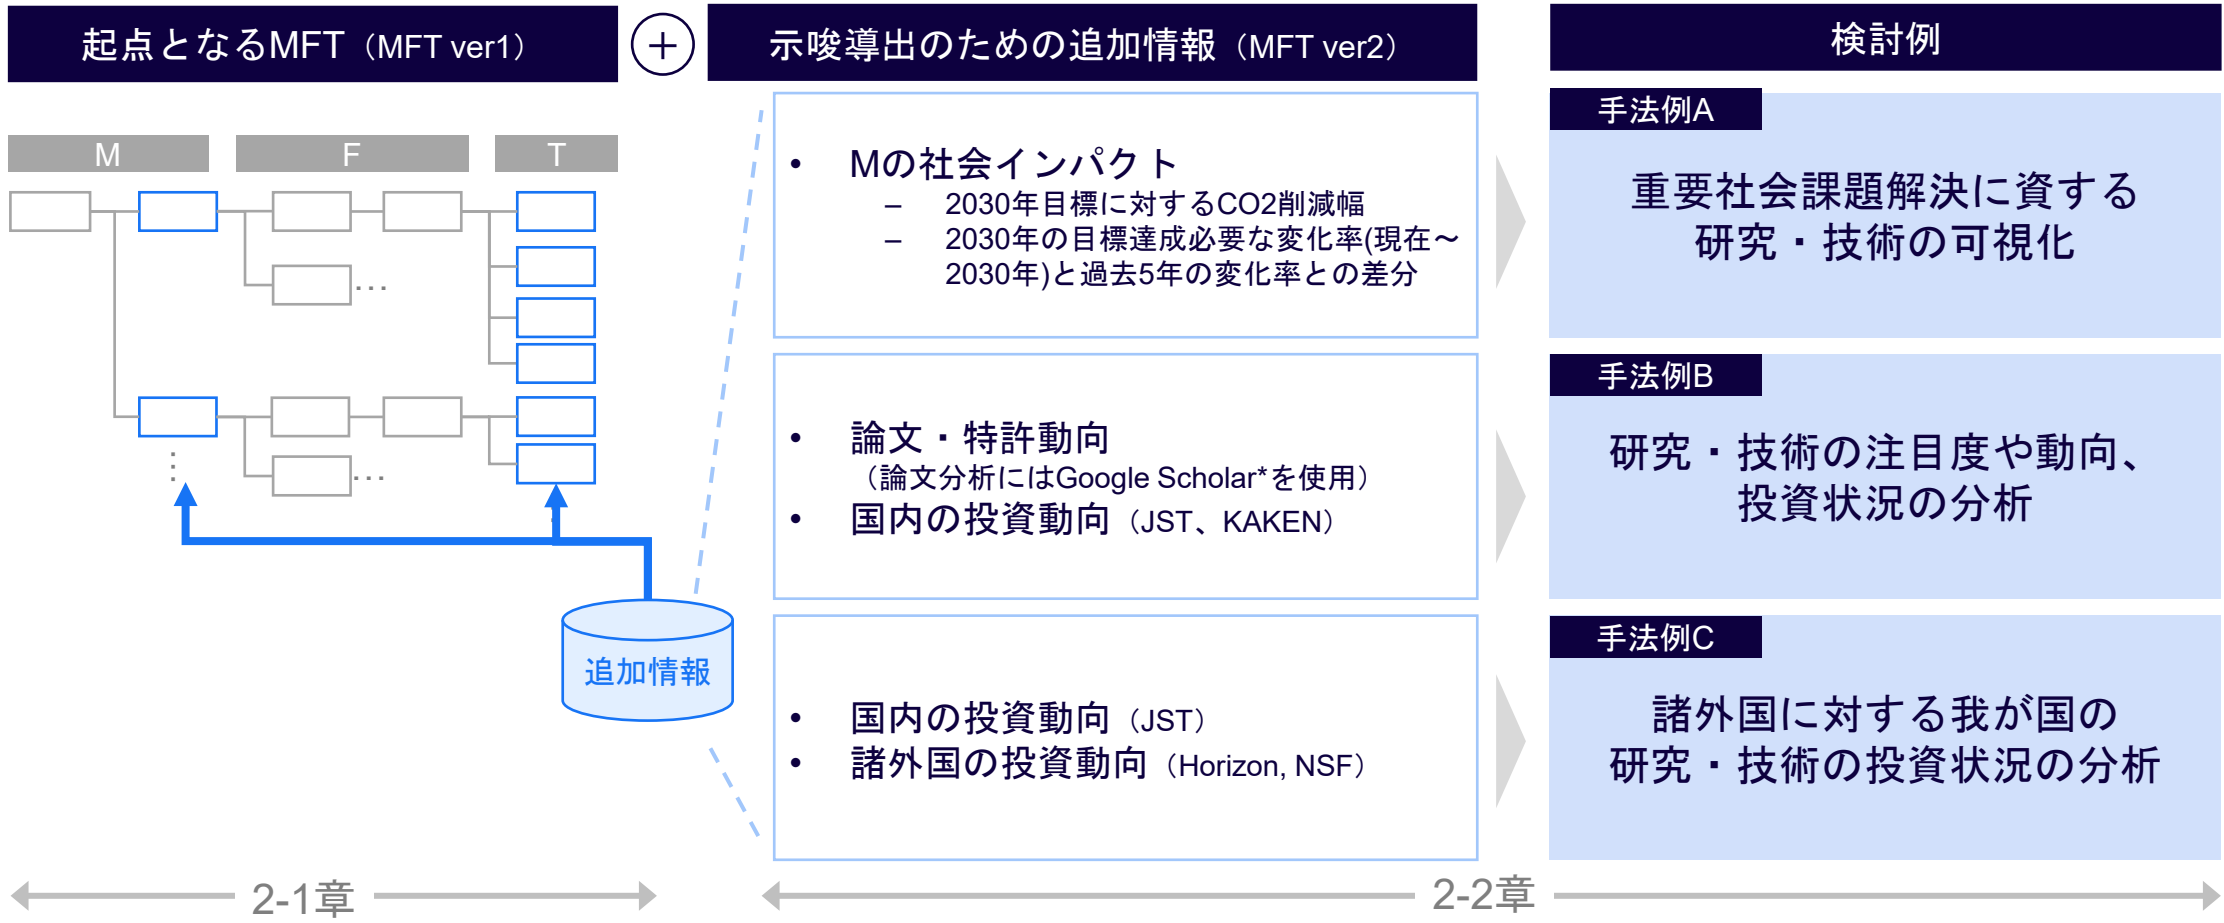 起点となるMFT（MFT ver1）
＋
示唆導出のための追加情報（MFT ver2）
検討例
M
F
T
…
…
…
追加情報
• Mの社会インパクト
– 2030年目標に対するCO2削減幅
– 2030年の目標達成必要な変化率(現在～
2030年)と過去5年の変化率との差分
• 論文・特許動向
（論文分析にはGoogle Scholar*を使用）
• 国内の投資動向（JST、KAKEN）
• 国内の投資動向（JST）
• 諸外国の投資動向（Horizon, NSF）
手法例A
重要社会課題解決に資する
研究・技術の可視化
手法例B
研究・技術の注目度や動向、
投資状況の分析
手法例C
諸外国に対する我が国の
研究・技術の投資状況の分析
2-1章
2-2章